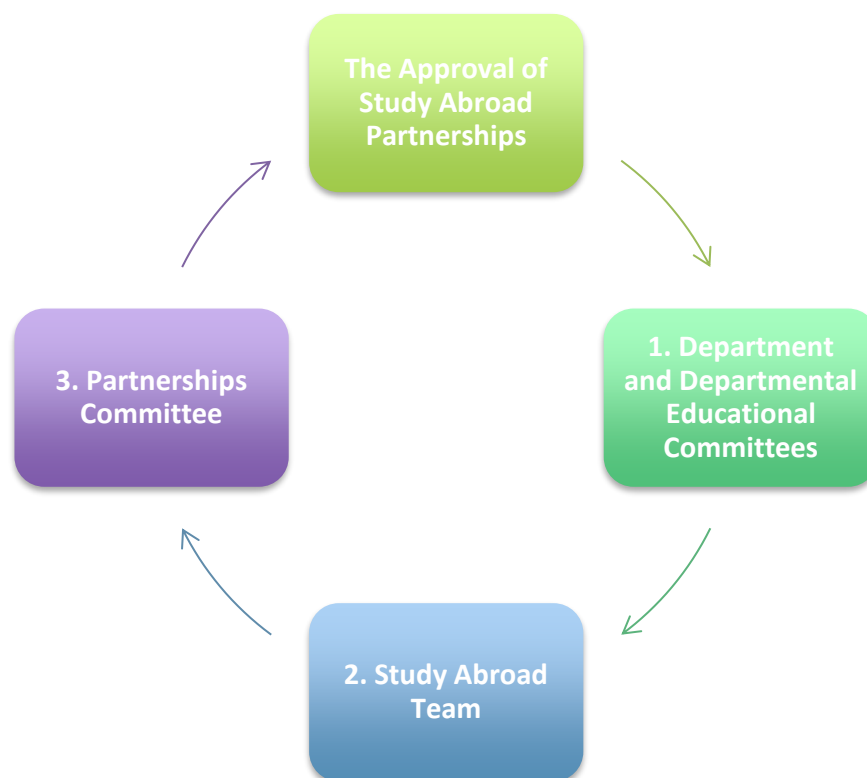 The Approval of
Study Abroad
Partnerships
1. Department
and Departmental
Educational
Committees
2. Study Abroad
Team
3. Partnerships
Committee